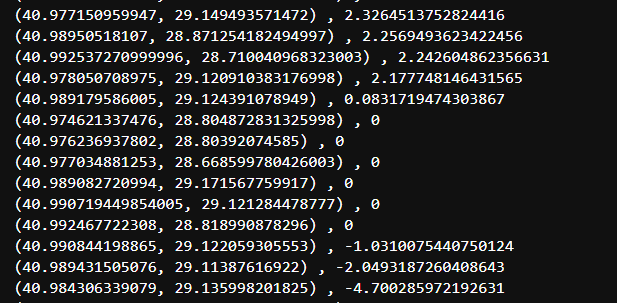 (40.977150959947, 29.149493571472) , 2.3264513752824416
(40.98950518107, 28.871254182494997) , 2.2569493623422456
(40.992537270999996, 28.710040968323003) , 2.242604862356631
(40.978050708975, 29.120910383176998) , 2.177748146431565
(40.989179586005, 29.124391078949) , 0.0831719474303867
(40.974621337476, 28.804872831325998) , 0
(40.976236937802, 28.80392074585) , 0
(40.977034881253, 28.668599780426003) , 0
(40.989082720994, 29.171567759917) , 0
(40.990719449854005, 29.121284478777) , 0
(40.992467722308, 28.818990878296) , 0
(40.990844198865, 29.122059305553) , -1.0310075440750124
(40.989431505076, 29.11387616922) , -2.0493187260408643
(40.984306339079, 29.135998201825) , -4.700285972192631